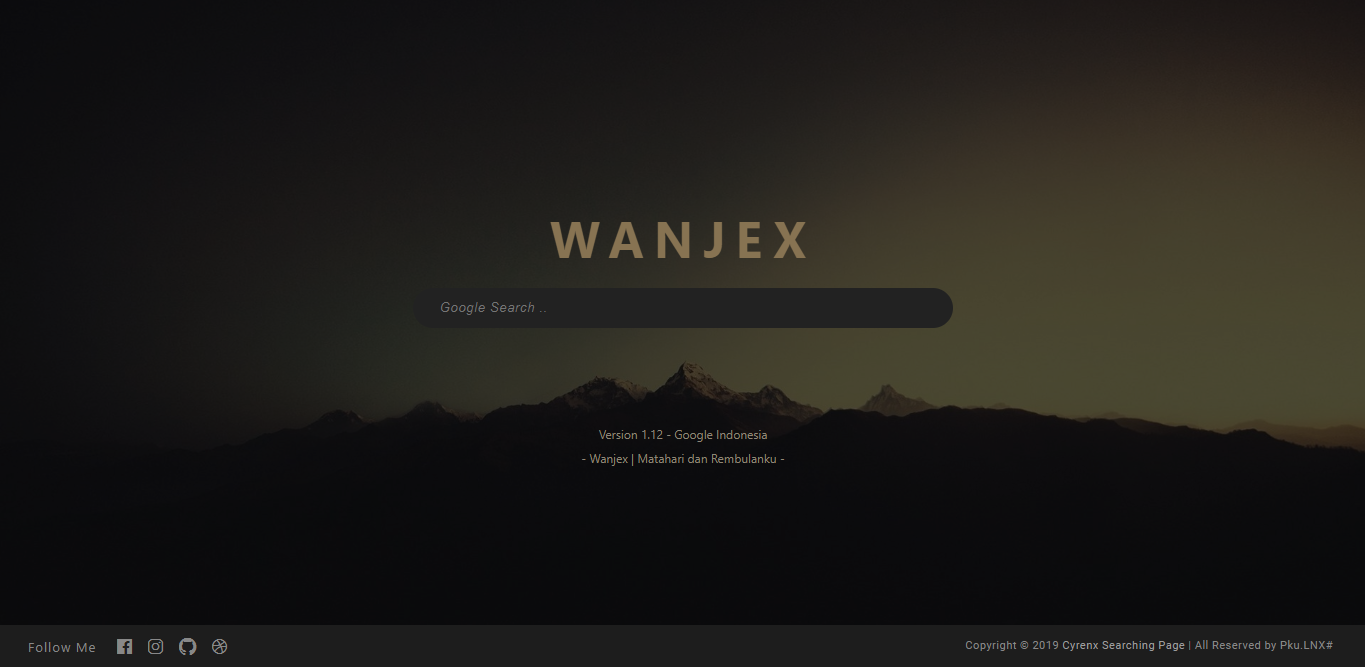 WANJEX
Google Search ..
Version 1.12 - Google Indonesia
- Wanjex | Matahari dan Rembulanku -
Follow Me
Copyright © 2019 Cyrenx Searching Page | All Reserved by Pku.LNX#